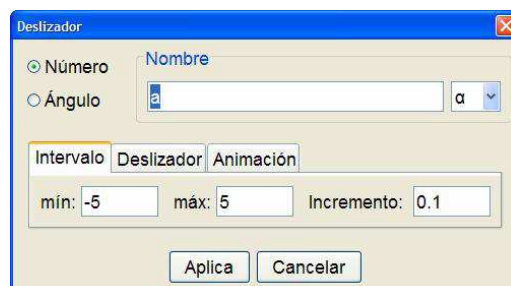 Deslizador
Número
Nombre
Ángulo
a
α
Intervalo Deslizador Animación
mín: -5 máx: 5 Incremento: 0.1
Aplica Cancelar